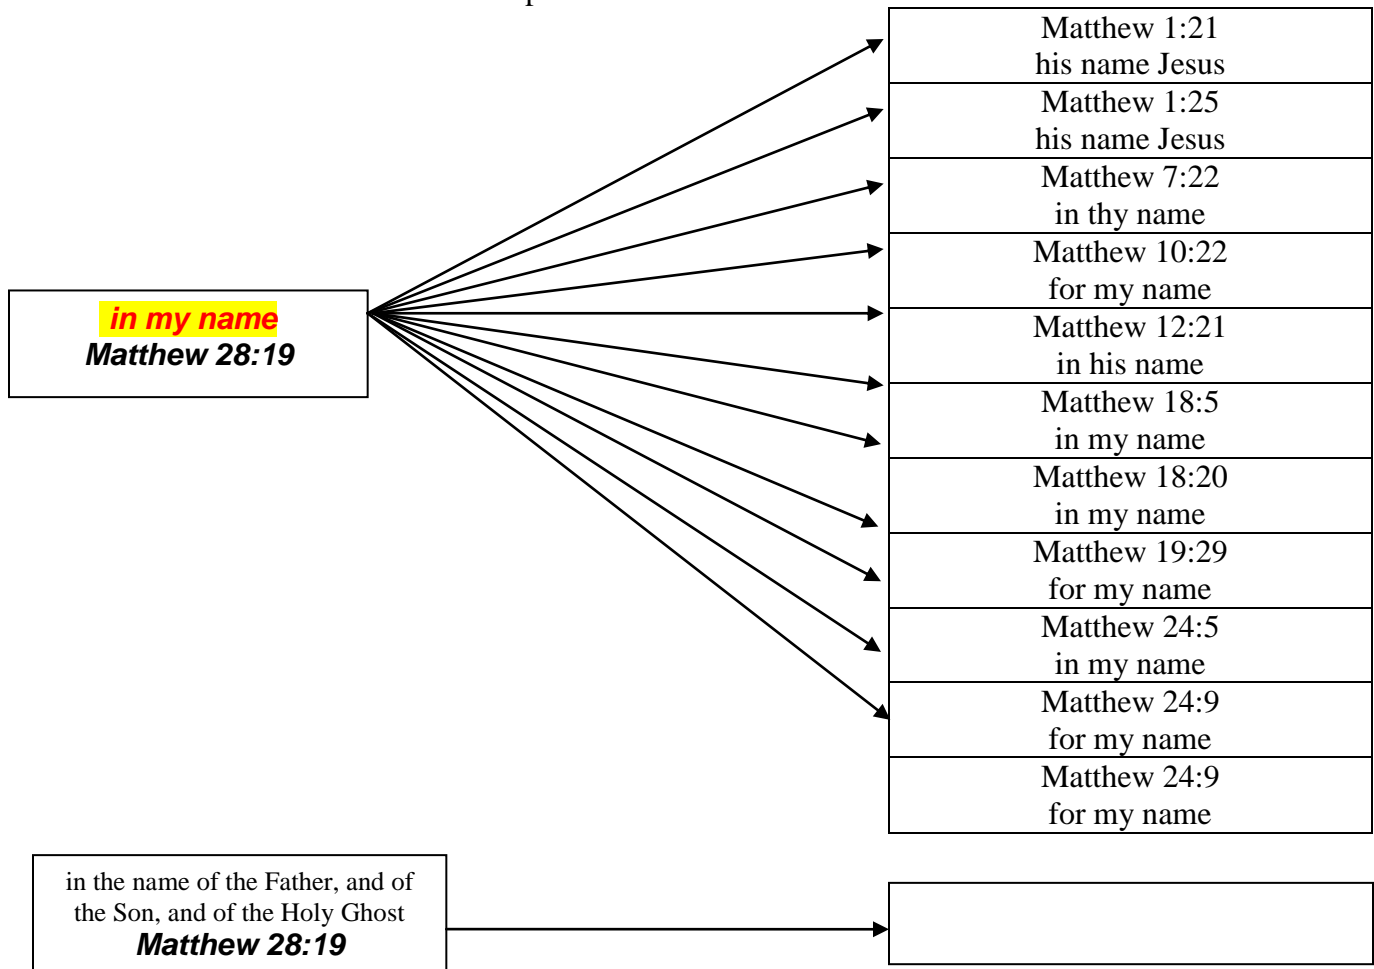 in my name
Matthew 28:19
Matthew 1:21
his name Jesus
Matthew 1:25
his name Jesus
Matthew 7:22
in thy name
Matthew 10:22
for my name
Matthew 12:21
in his name
Matthew 18:5
in my name
Matthew 18:20
in my name
Matthew 19:29
for my name
Matthew 24:5
in my name
Matthew 24:9
for my name
Matthew 24:9
for my name
in the name of the Father, and of
the Son, and of the Holy Ghost
Matthew 28:19